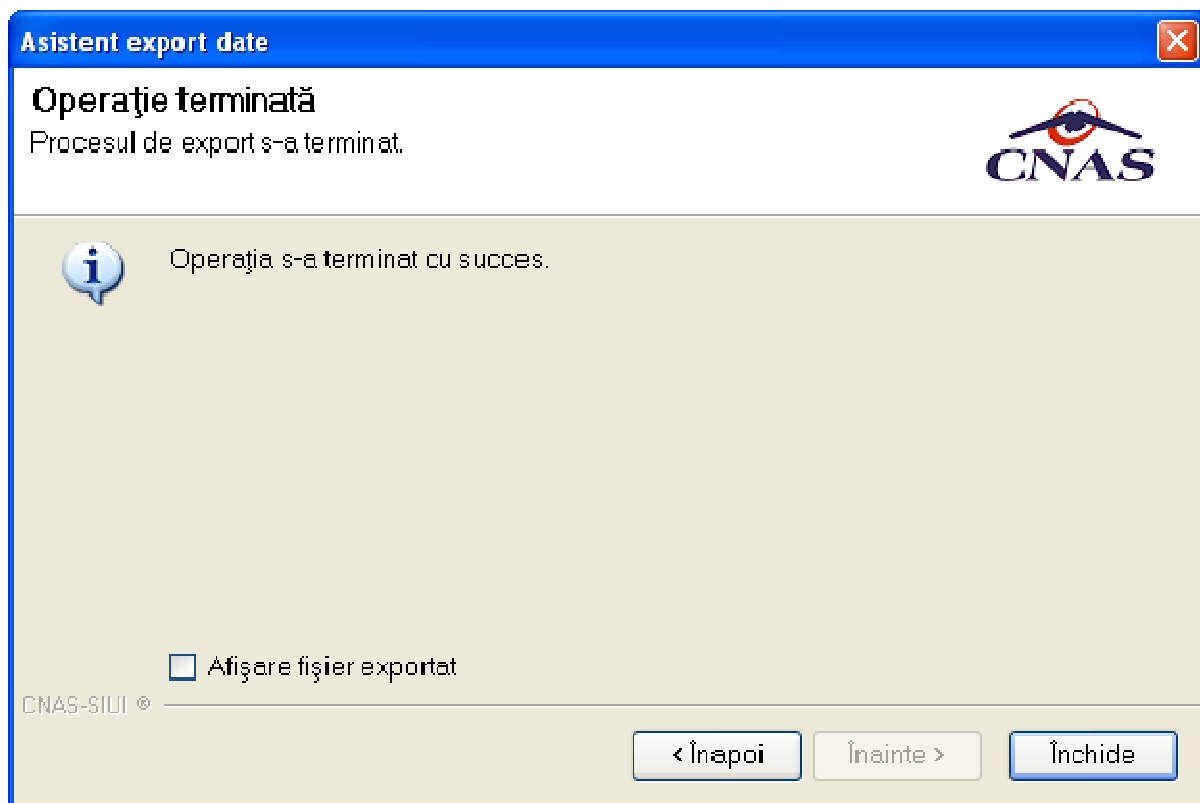 Asistent export date
Operaţie terminată
Procesul de export s-a terminat.
CNAS
Operaţia s-a terminat cu succes.
Afişare fişier exportat
CNAS-SIUI ®
< Înapoi
Înainte >
Închide